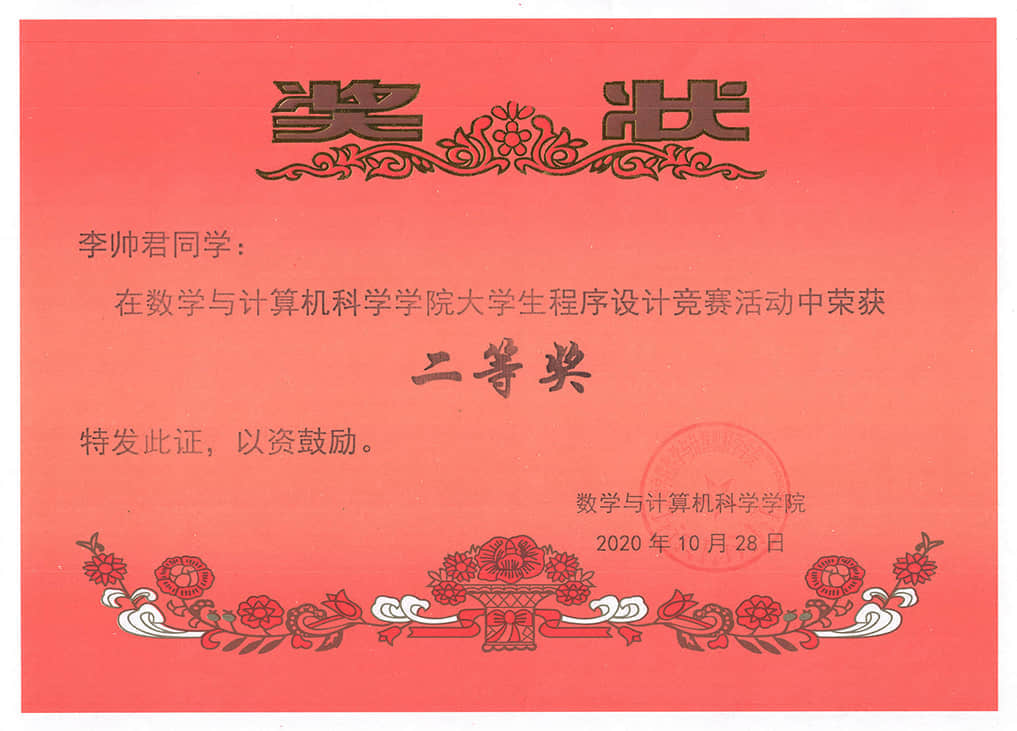 奖 状
李帅君同学：
在数学与计算机科学学院大学生程序设计竞赛活动中荣获
二等奖
特发此证，以资鼓励。
数学与计算机科学学院
2020 年 10 月 28 日